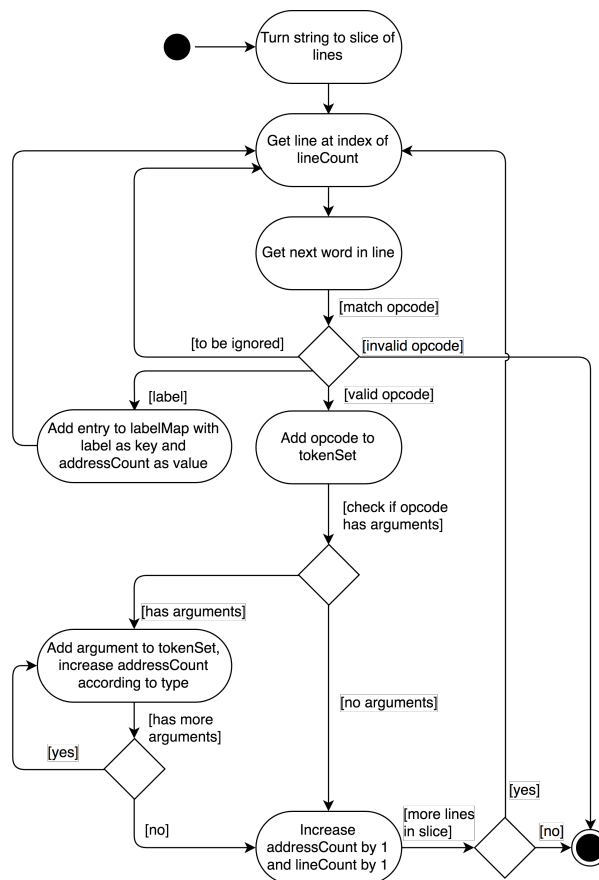 Turn string to slice of
lines
Get line at index of
lineCount
Get next word in line
[match opcode]
[to be ignored]
[invalid opcode]
[label]
[valid opcode]
Add entry to labelMap with
label as key and
addressCount as value
Add opcode to
tokenSet
[check if opcode
has arguments]
[has arguments]
Add argument to tokenSet,
increase addressCount
according to type
[no arguments]
[has more
arguments]
[yes]
[no]
Increase
addressCount by 1
and lineCount by 1
[more lines
in slice]
[yes]
[no]